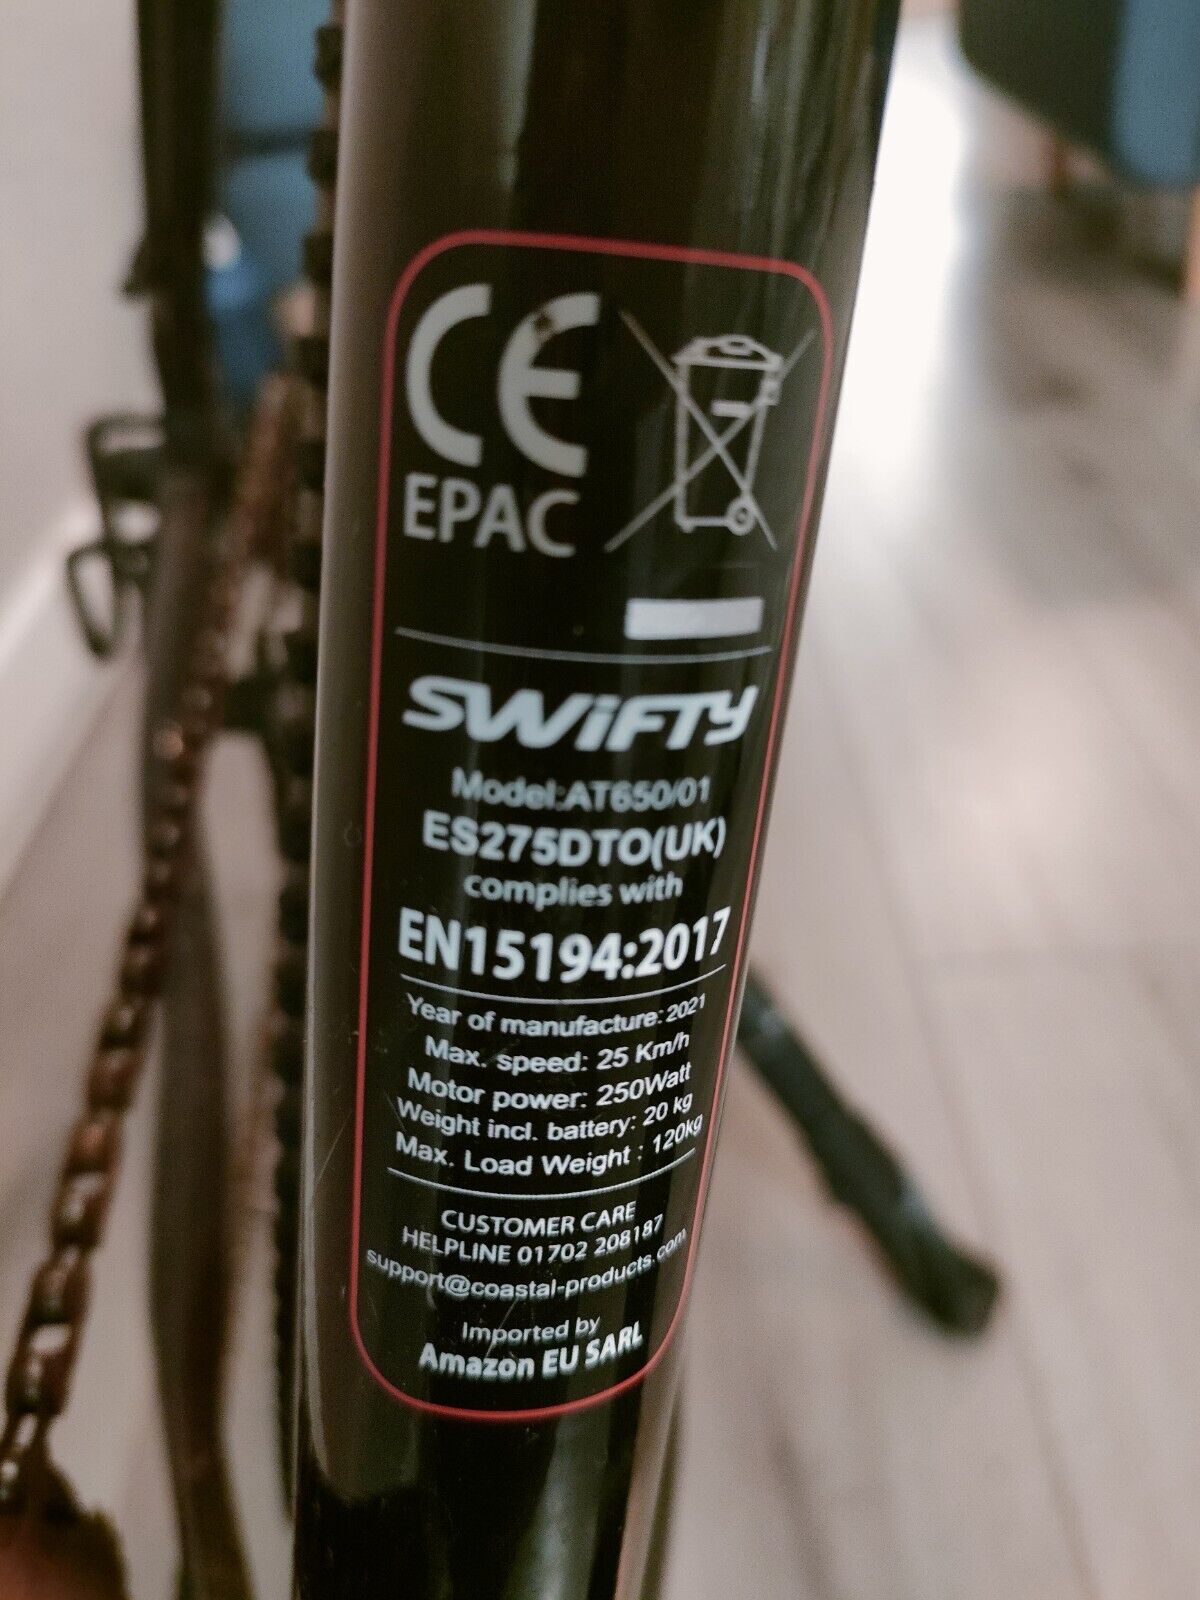 CE
EPAC
SWiFTY
Model:AT650/01
ES275DTO(UK)
complies with
EN15194:2017
Year of manufacture: 2021
Max. speed: 25 Km/h
Motor power: 250Watt
Weight incl. battery: 20 kg
Max. Load Weight : 120kg
CUSTOMER CARE
HELPLINE 01702 208187
support@coastal-products.com
Imported by
Amazon EU SARL